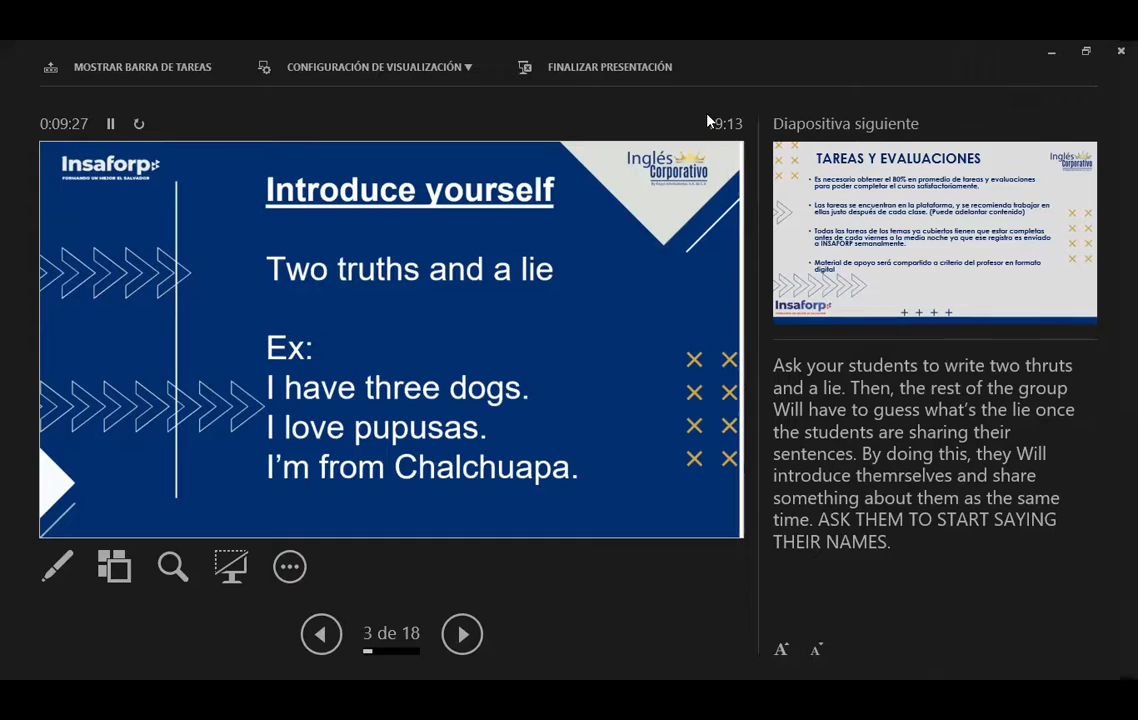 MOSTRAR BARRA DE TAREAS
CONFIGURACIÓN DE VISUALIZACIÓN ▼
FINALIZAR PRESENTACIÓN
0:09:27
9:13
Insaforp
FORMANDO UN MEJOR EL SALVADOR
Inglés
Corporativo
Introduce yourself
Two truths and a lie
Ex:
I have three dogs.
I love pupusas.
I'm from Chalchuapa.
3 de 18
Diapositiva siguiente
TAREAS Y EVALUACIONES
Inglés
Corporativo
• Es necesario obtener el 80% en promedio de tareas y evaluaciones
para poder completar el curso satisfactoriamente.
• Las tareas se encuentran en la plataforma, y se recomienda trabajar en
ellas justo después de cada clase. (Puede adelantar contenido)
• Todas las tareas de los temas ya cubiertos tienen que estar completas
antes de cada viernes a la media noche ya que ese registro es enviado
a INSAFORP semanalmente.
• Material de apoyo será compartido a criterio del profesor en formato
digital
Insaforp
Ask your students to write two thruts
and a lie. Then, the rest of the group
Will have to guess what's the lie once
the students are sharing their
sentences. By doing this, they Will
introduce themrselves and share
something about them as the same
time. ASK THEM TO START SAYING
THEIR NAMES.
A A